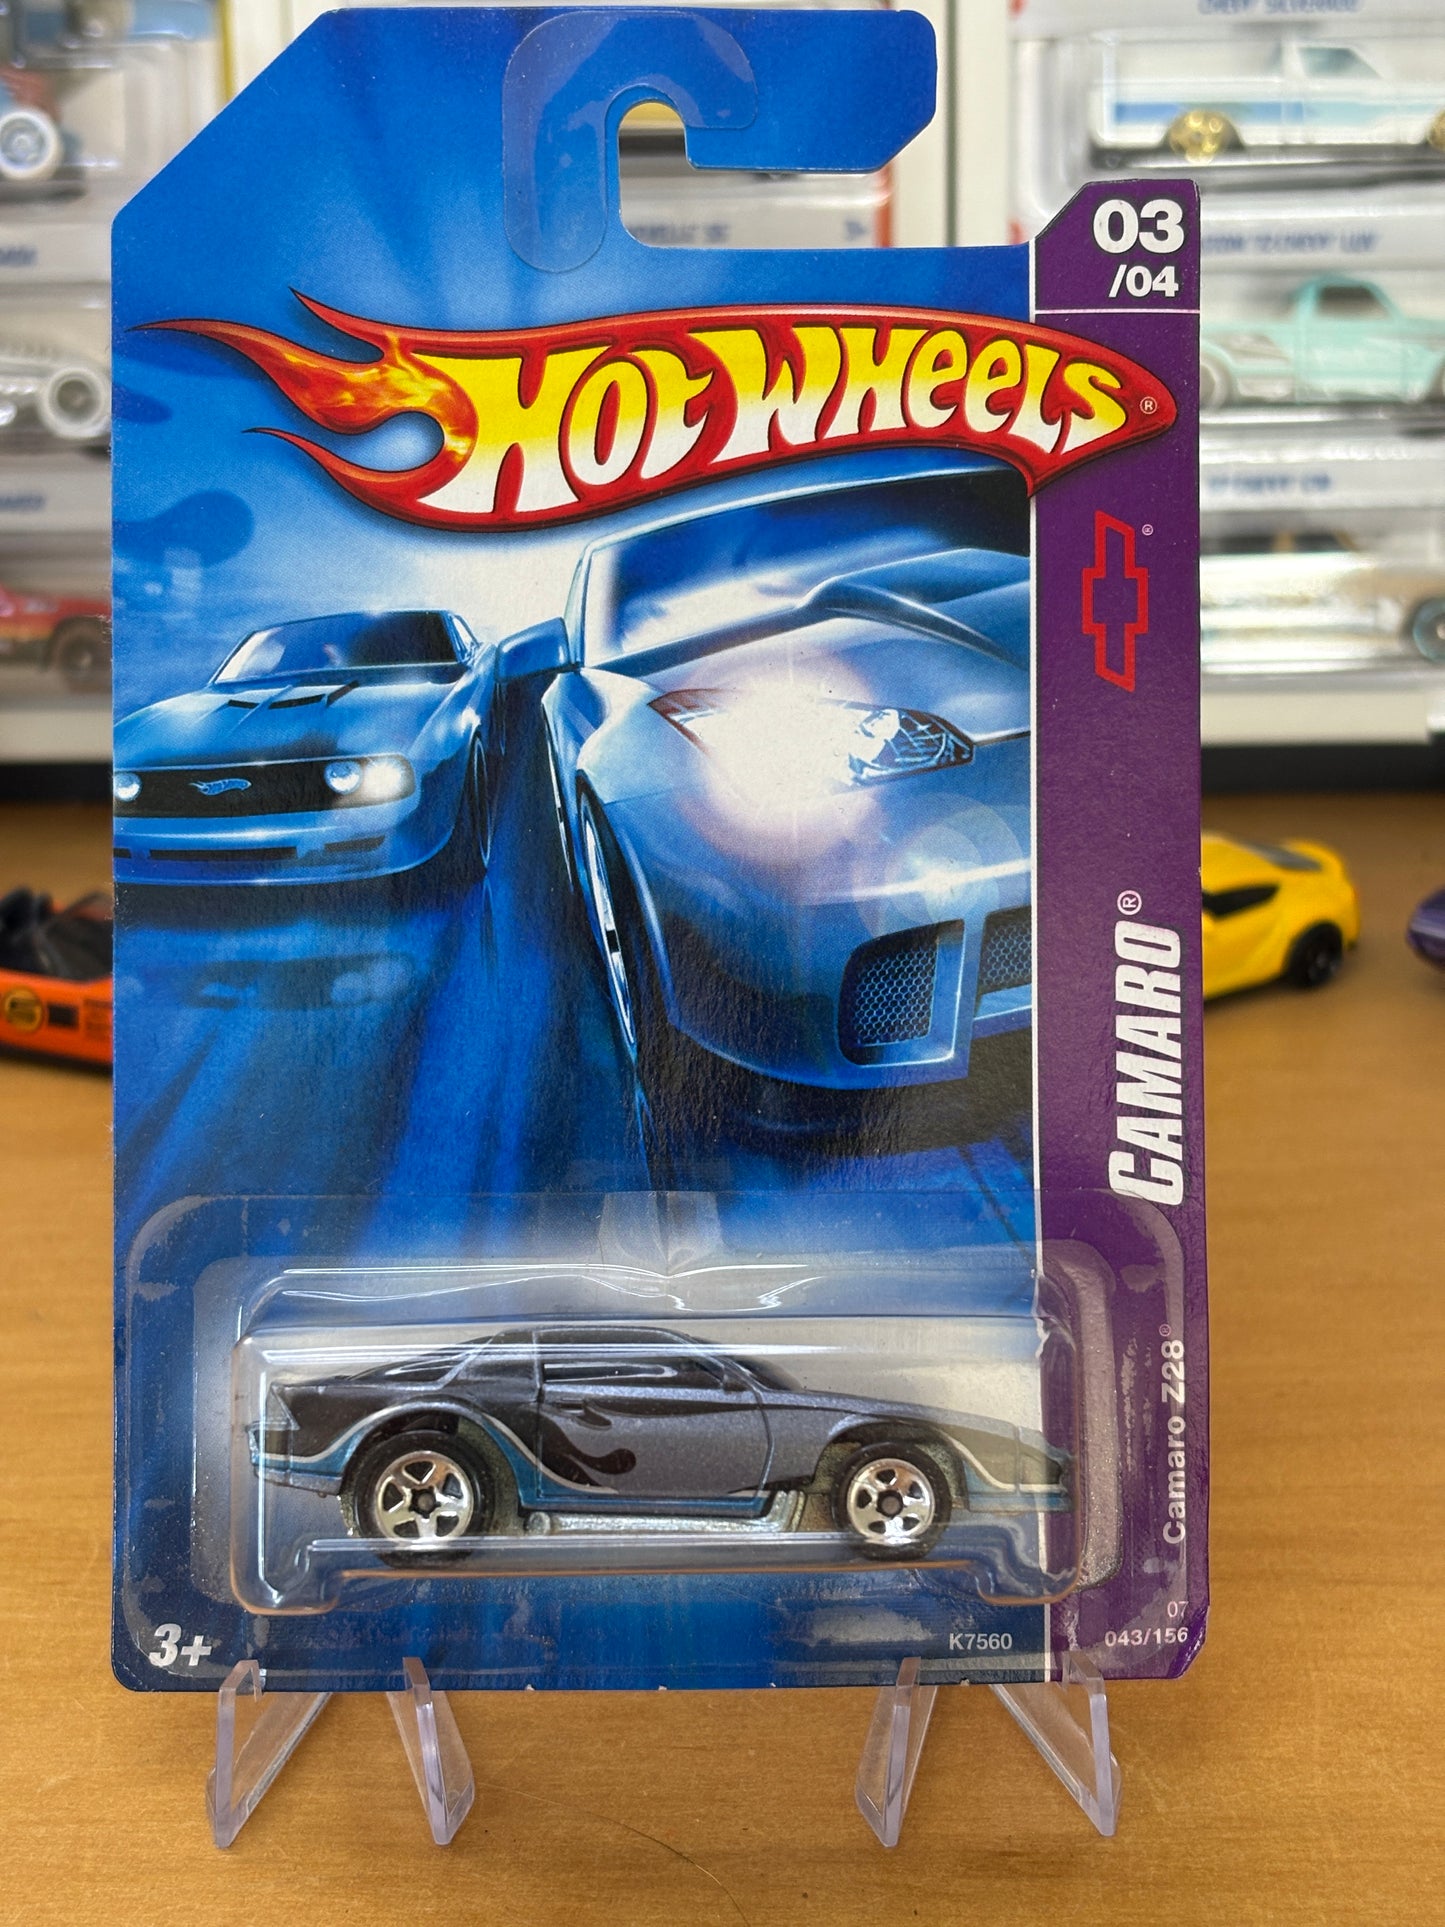 03
/04
HOT WHEELS®
®
CAMARO®
Camaro Z28®
3+
K7560
07
043/156